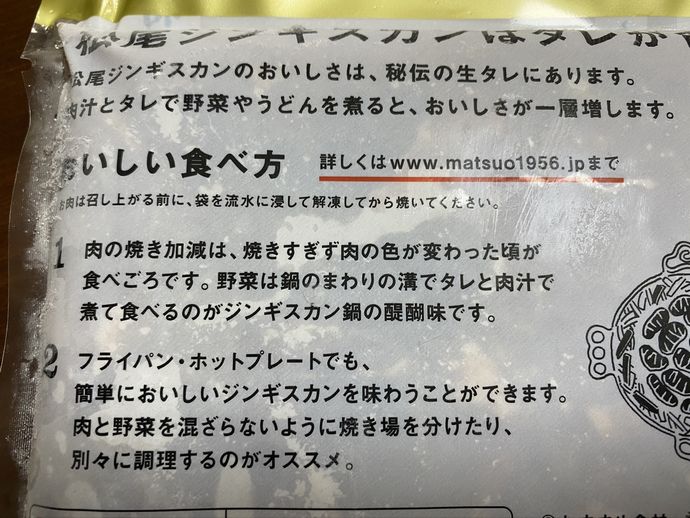 松尾ジンギスカンはタレが
松尾ジンギスカンのおいしさは、秘伝の生タレにあります。
肉汁とタレで野菜やうどんを煮ると、おいしさが一層増します。
おいしい食べ方 詳しくはwww.matsuo1956.jpまで
お肉は召し上がる前に、袋を流水に浸して解凍してから焼いてください。
1 肉の焼き加減は、焼きすぎず肉の色が変わった頃が
食べごろです。野菜は鍋のまわりの溝でタレと肉汁で
煮て食べるのがジンギスカン鍋の醍醐味です。
2 フライパン・ホットプレートでも、
簡単においしいジンギスカンを味わうことができます。
肉と野菜を混ざらないように焼き場を分けたり、
別々に調理するのがオススメ。